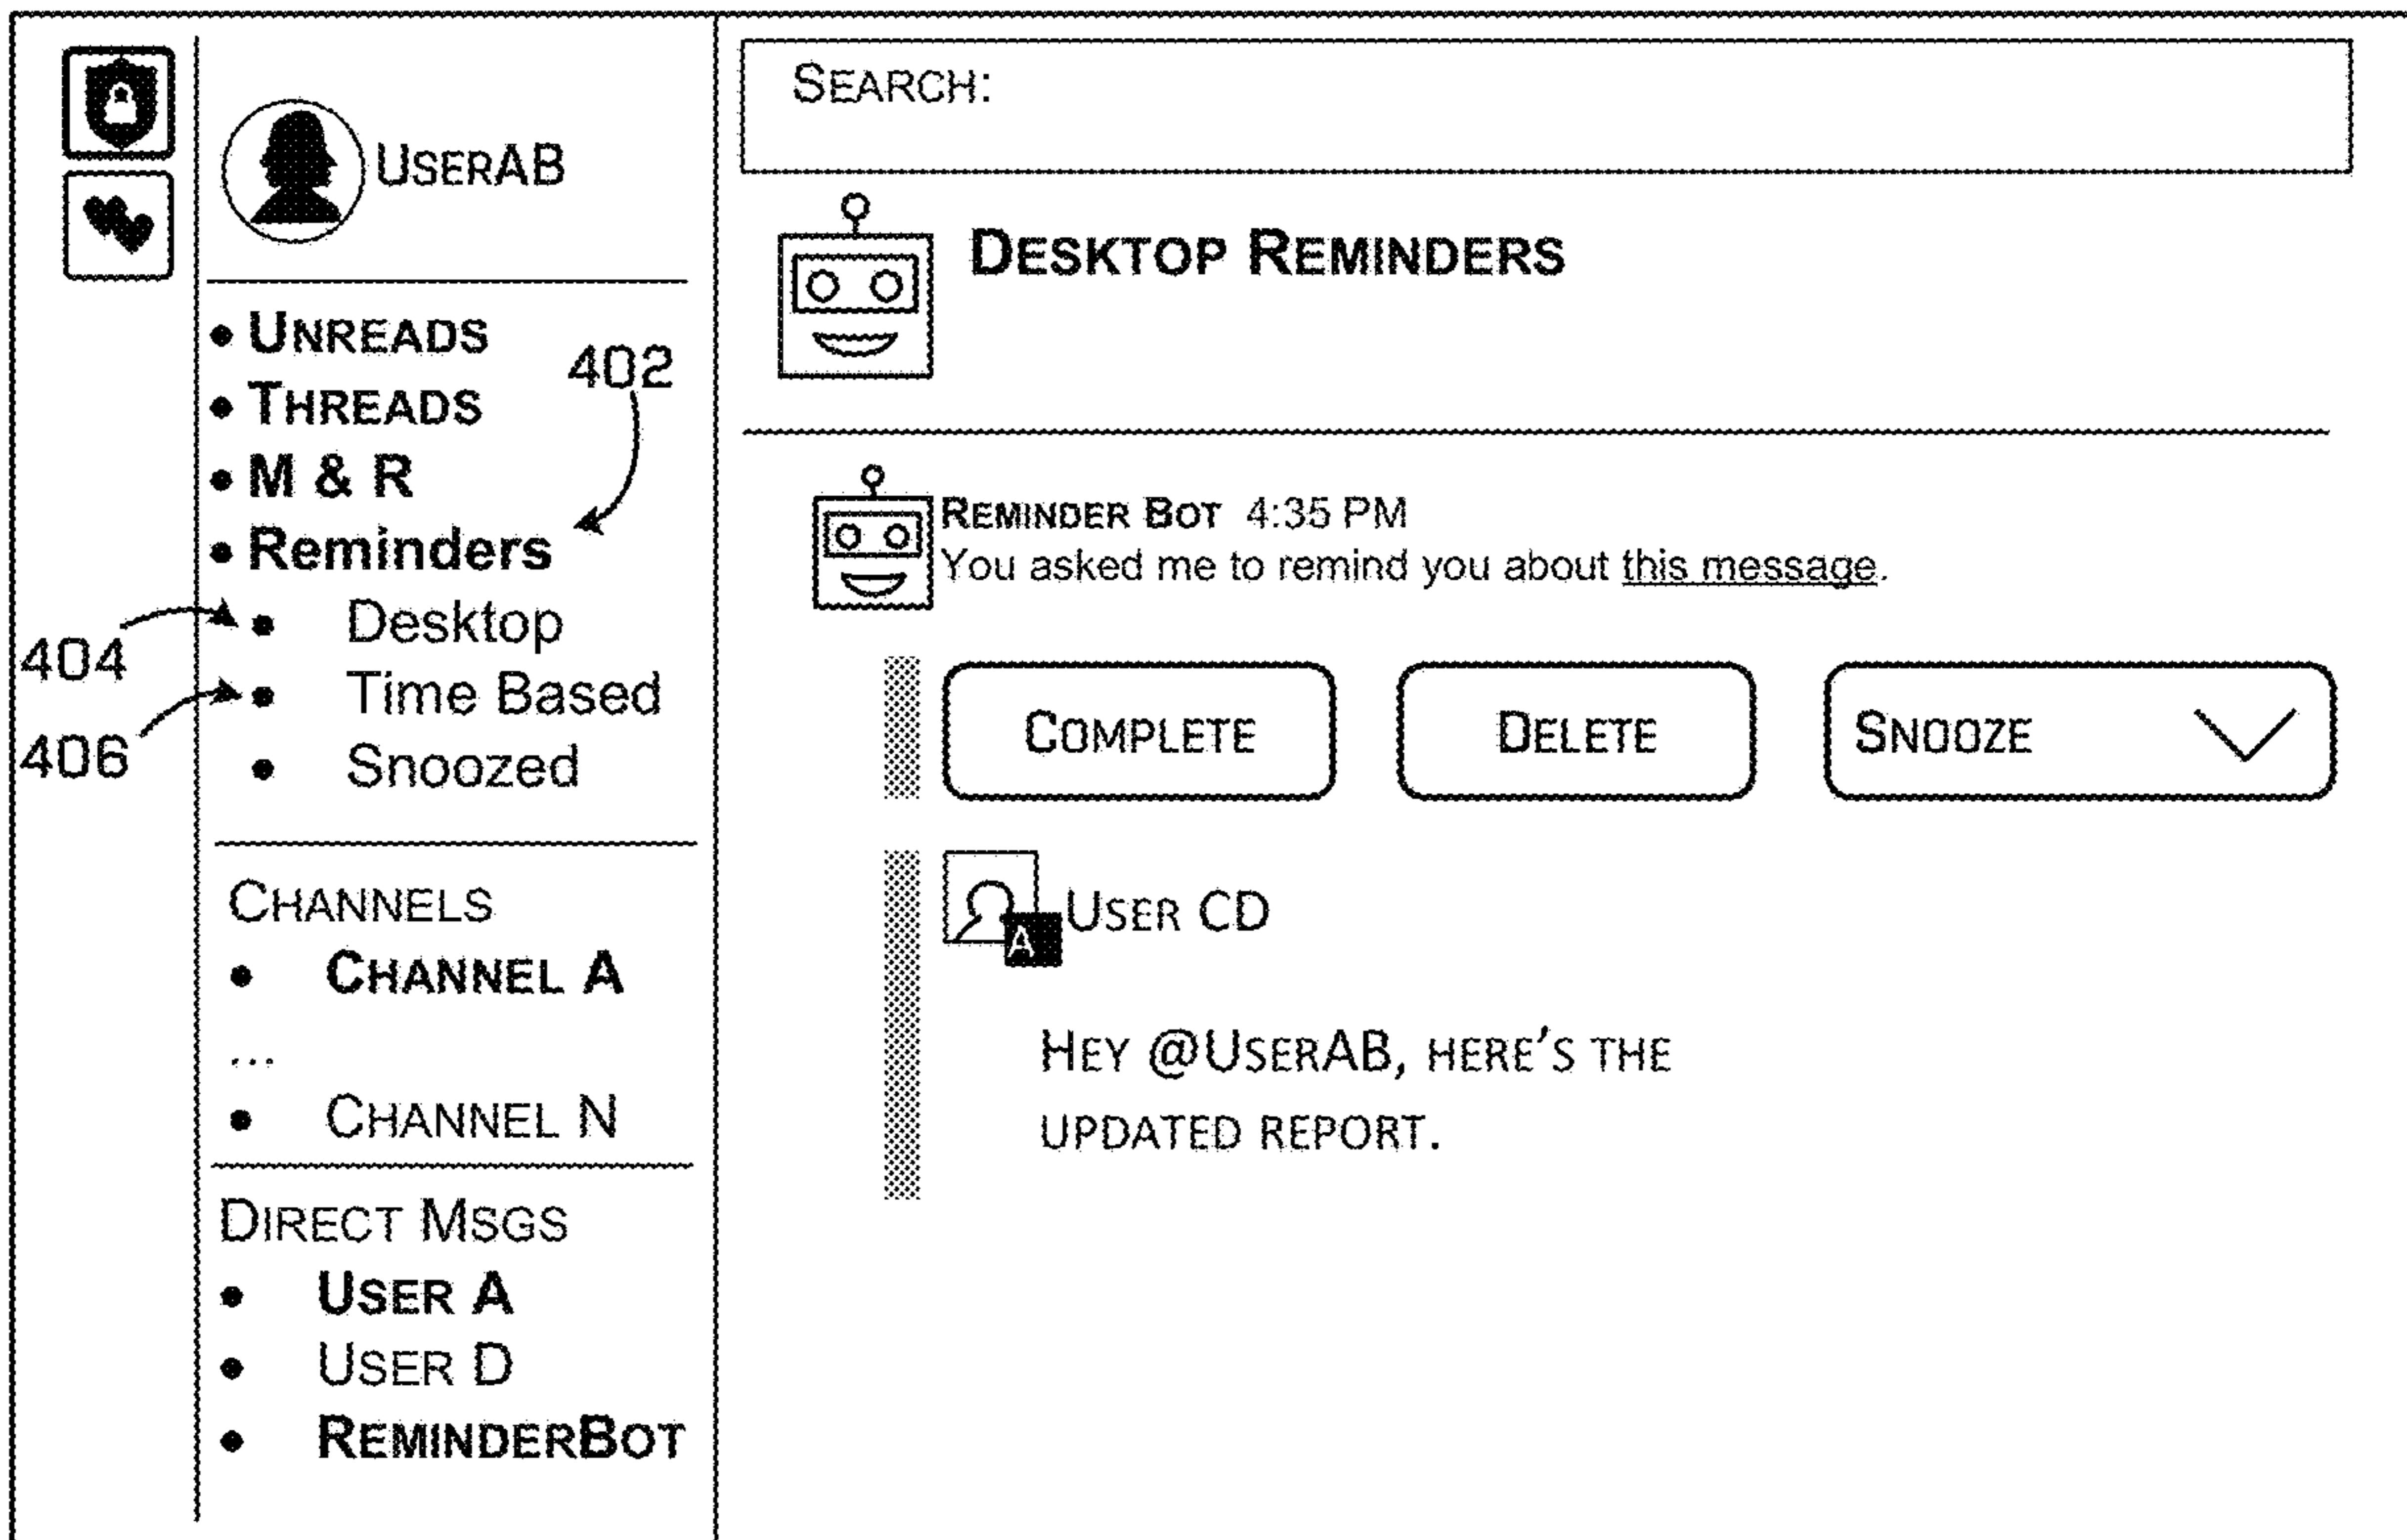 USERAB
UNREADS
402
THREADS
M & R
Reminders
404
Desktop
406
Time Based
Snoozed
CHANNELS
CHANNEL A
...
CHANNEL N
DIRECT MSGS
USER A
USER D
REMINDERBOT
SEARCH:
DESKTOP REMINDERS
REMINDER BOT 4:35 PM
You asked me to remind you about this message.
COMPLETE
DELETE
SNOOZE
A
USER CD
HEY @USERAB, HERE'S THE
UPDATED REPORT.